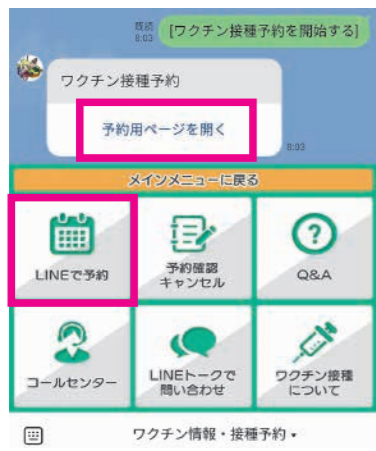 既読
8:03
[ワクチン接種予約を開始する]
ワクチン接種予約
予約用ページを開く
8:03
メインメニューに戻る
LINEで予約
予約確認
キャンセル
Q&A
コールセンター
LINEトークで
問い合わせ
ワクチン接種
について
ワクチン情報・接種予約▾